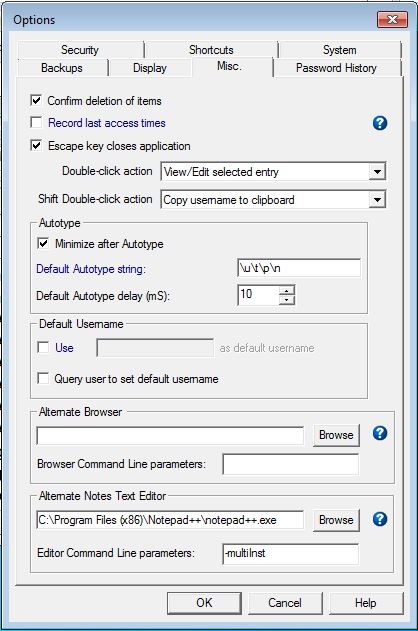 Options
Security Shortcuts System
Backups Display Misc. Password History
Confirm deletion of items
Record last access times ?
Escape key closes application
Double-click action View/Edit selected entry
Shift Double-click action Copy username to clipboard
Autotype
Minimize after Autotype
Default Autotype string: \u\t\p\n
Default Autotype delay (mS): 10
Default Username
Use as default username
Query user to set default username
Alternate Browser
Browse ?
Browser Command Line parameters:
Alternate Notes Text Editor
C:\Program Files (x86)\Notepad++\notepad++.exe Browse ?
Editor Command Line parameters: -multiInst
OK Cancel Help